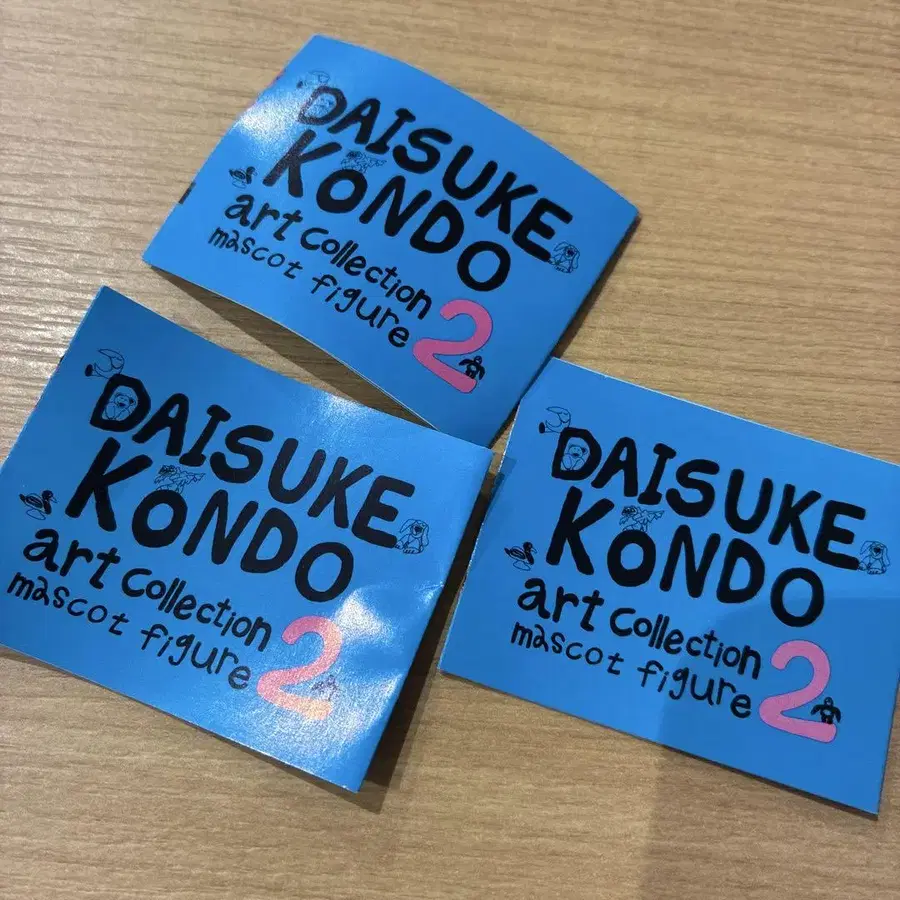 DAISUKE
KONDO
art collection
mascot figure 2
DAISUKE
KONDO
art collection
mascot figure 2
DAISUKE
KONDO
art collection
mascot figure 2